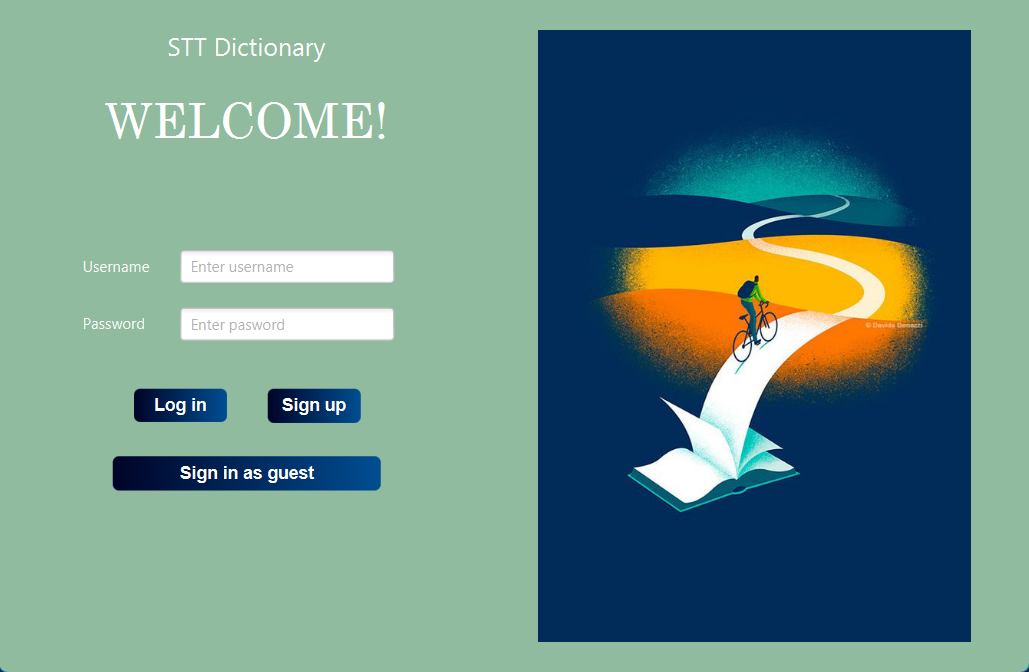 STT Dictionary
WELCOME!
Username
Enter username
Password
Enter pasword
Log in
Sign up
Sign in as guest
© Davide Bonazzi